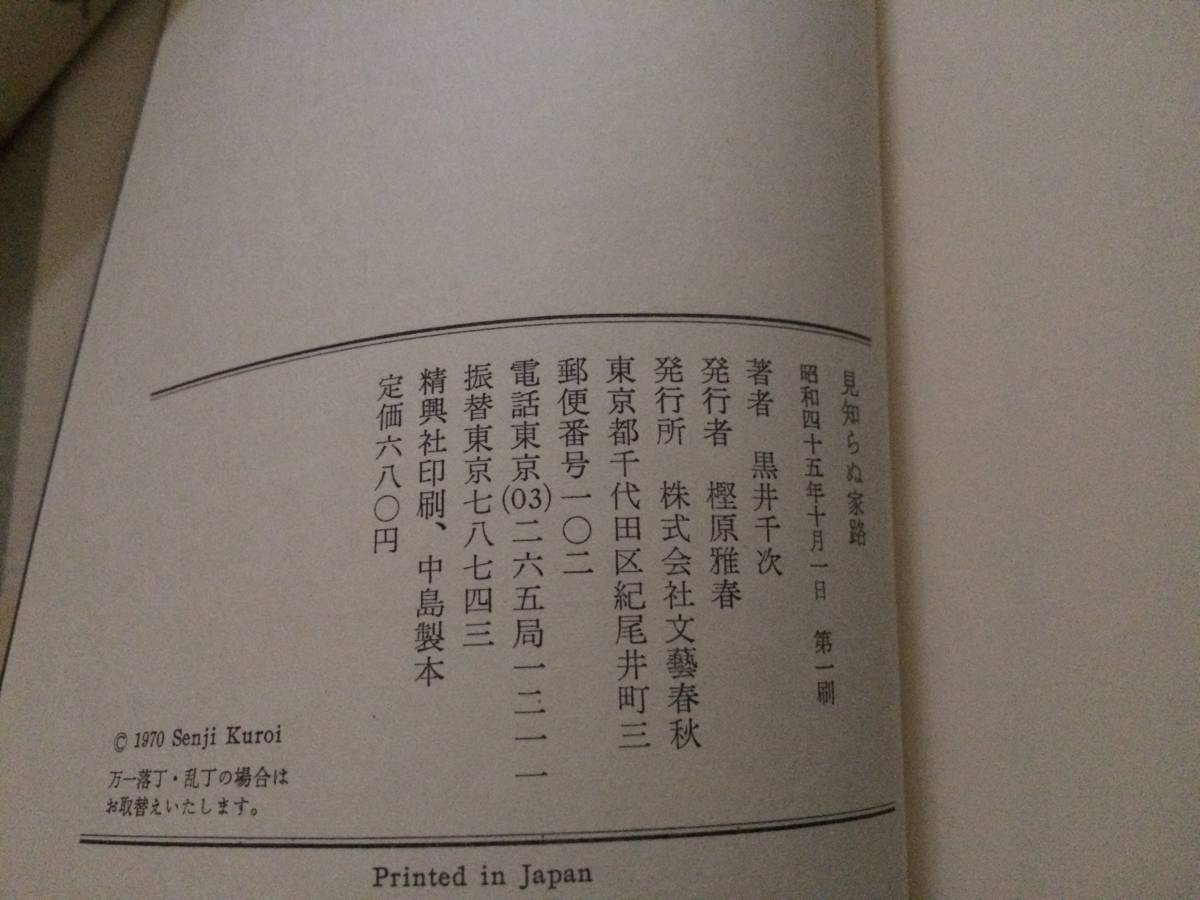 見知らぬ家路
昭和四十五年十月一日 第一刷
著者 黒井千次
発行者 樫原雅春
発行所 株式会社文藝春秋
東京都千代田区紀尾井町三
郵便番号一〇二
電話東京(03)二六五局一二一一
振替東京七八七四三
精興社印刷、中島製本
定価六八〇円
© 1970 Senji Kuroi
万一落丁・乱丁の場合は
お取替えいたします。
Printed in Japan